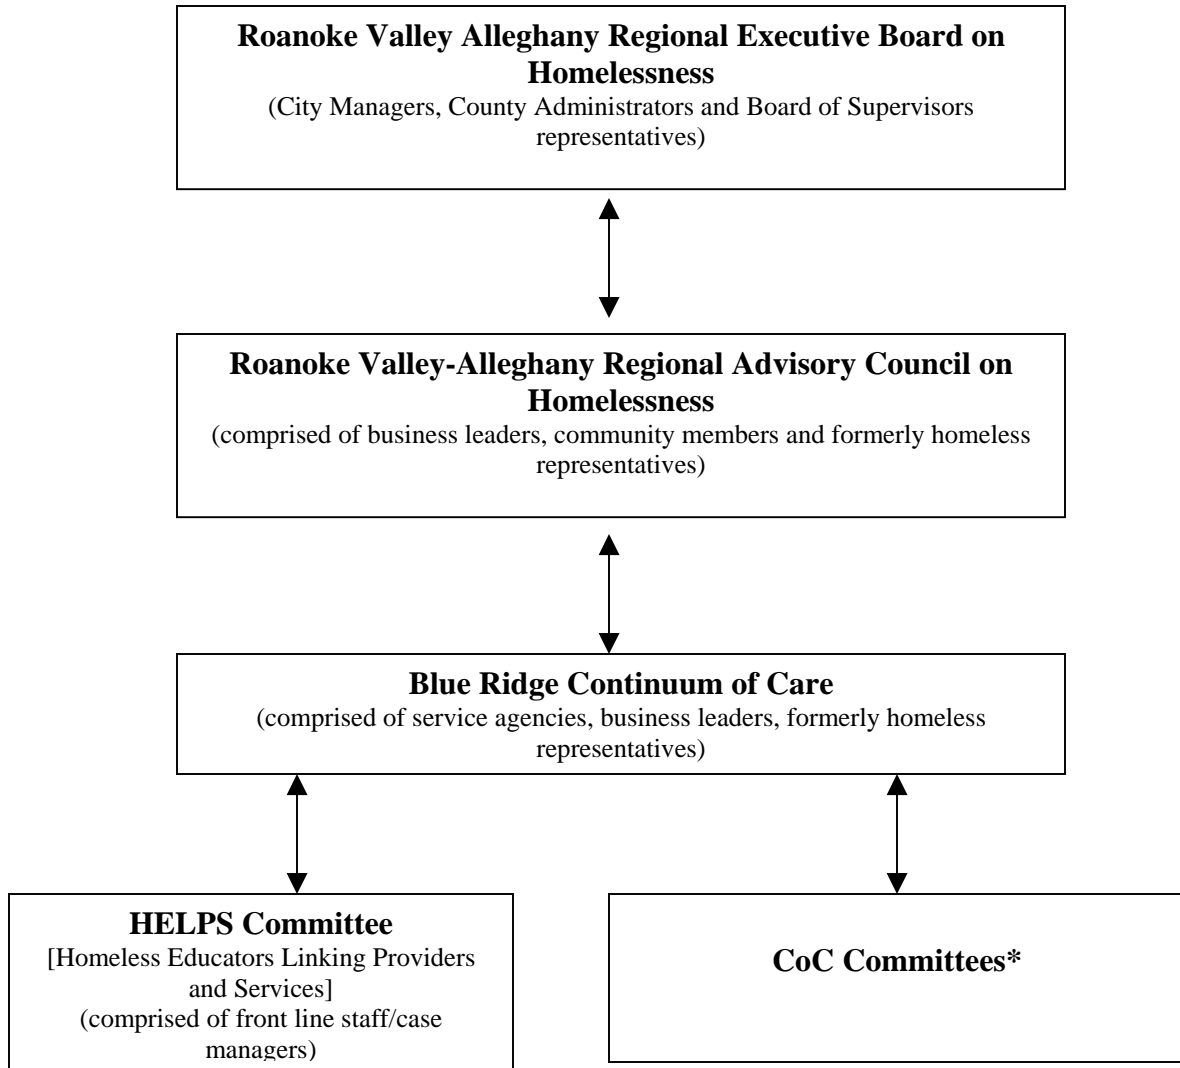 Roanoke Valley Alleghany Regional Executive Board on
Homelessness
(City Managers, County Administrators and Board of Supervisors
representatives)
Roanoke Valley-Alleghany Regional Advisory Council on
Homelessness
(comprised of business leaders, community members and formerly homeless
representatives)
Blue Ridge Continuum of Care
(comprised of service agencies, business leaders, formerly homeless
representatives)
HELPS Committee
[Homeless Educators Linking Providers
and Services]
(comprised of front line staff/case
managers)
CoC Committees*